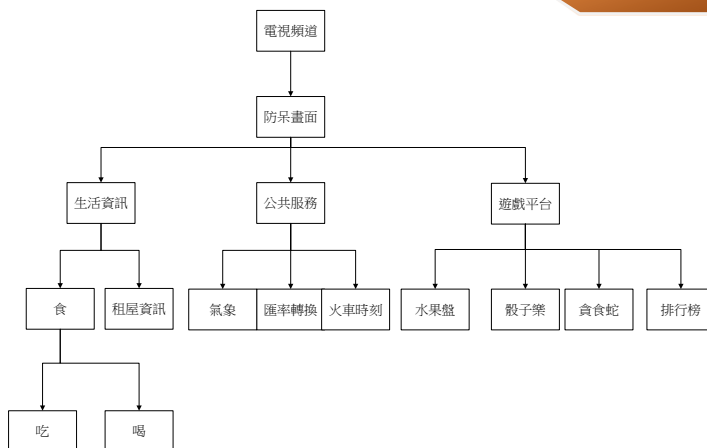 電視頻道
防呆畫面
生活資訊
公共服務
遊戲平台
食
租屋資訊
氣象
匯率轉換
火車時刻
水果盤
骰子樂
貪食蛇
排行榜
吃
喝